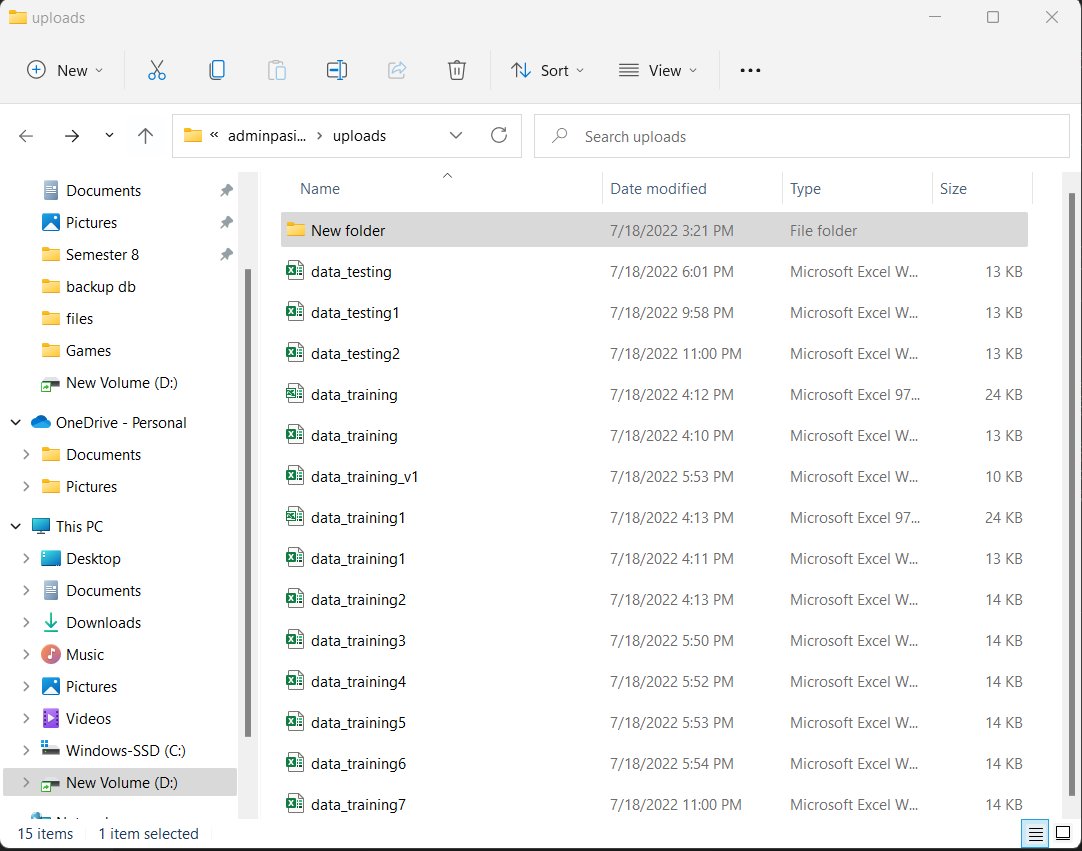 uploads
New
Sort
View
« adminpasi... > uploads
Search uploads
Documents
Pictures
Semester 8
backup db
files
Games
New Volume (D:)
OneDrive - Personal
Documents
Pictures
This PC
Desktop
Documents
Downloads
Music
Pictures
Videos
Windows-SSD (C:)
New Volume (D:)
Name Date modified Type Size
New folder 7/18/2022 3:21 PM File folder
data_testing 7/18/2022 6:01 PM Microsoft Excel W... 13 KB
data_testing1 7/18/2022 9:58 PM Microsoft Excel W... 13 KB
data_testing2 7/18/2022 11:00 PM Microsoft Excel W... 13 KB
data_training 7/18/2022 4:12 PM Microsoft Excel 97... 24 KB
data_training 7/18/2022 4:10 PM Microsoft Excel W... 13 KB
data_training_v1 7/18/2022 5:53 PM Microsoft Excel W... 10 KB
data_training1 7/18/2022 4:13 PM Microsoft Excel 97... 24 KB
data_training1 7/18/2022 4:11 PM Microsoft Excel W... 13 KB
data_training2 7/18/2022 4:13 PM Microsoft Excel W... 14 KB
data_training3 7/18/2022 5:50 PM Microsoft Excel W... 14 KB
data_training4 7/18/2022 5:52 PM Microsoft Excel W... 14 KB
data_training5 7/18/2022 5:53 PM Microsoft Excel W... 14 KB
data_training6 7/18/2022 5:54 PM Microsoft Excel W... 14 KB
data_training7 7/18/2022 11:00 PM Microsoft Excel W... 14 KB
15 items 1 item selected